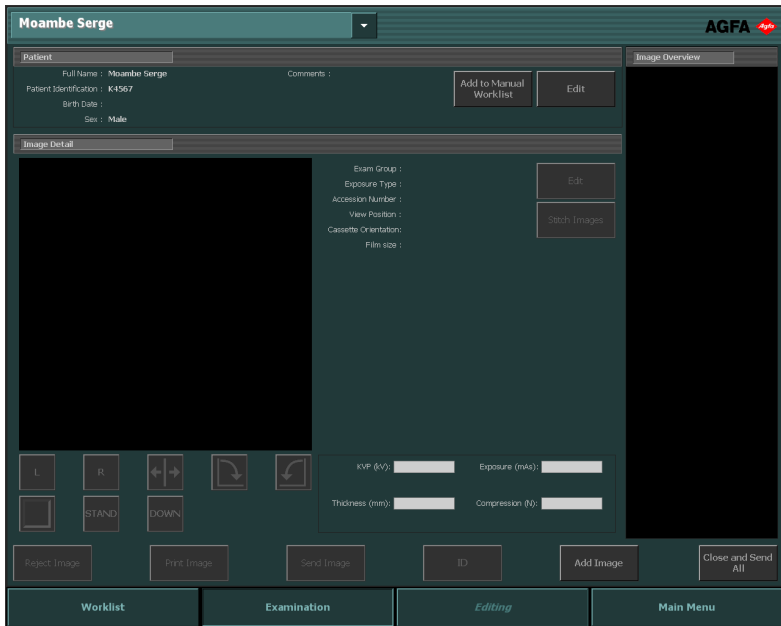 Moambe Serge
AGFA Agfa
Patient
Image Overview
Full Name : Moambe Serge
Comments :
Patient Identification : K4567
Birth Date :
Sex : Male
Add to Manual
Worklist
Edit
Image Detail
Exam Group :
Exposure Type :
Accession Number :
View Position :
Cassette Orientation:
Film size :
Edit
Stitch Images
L
R
STAND
DOWN
KVP (kV):
Exposure (mAs):
Thickness (mm):
Compression (N):
Reject Image
Print Image
Send Image
ID
Add Image
Close and Send
All
Worklist
Examination
Editing
Main Menu